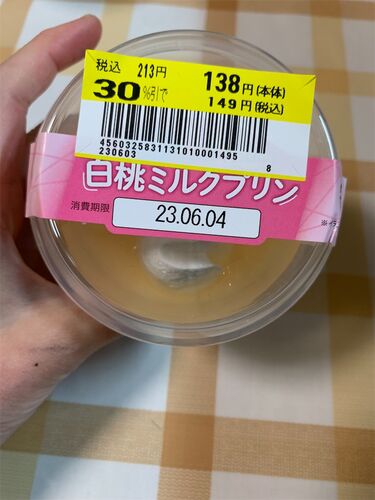 税込 213円
30%引で 138円(本体)
149円(税込)
4560325831131010001495
230603 8
白桃ミルクプリン
消費期限 23.06.04